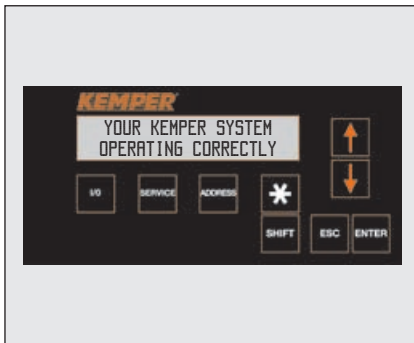 KEMPER
YOUR KEMPER SYSTEM
OPERATING CORRECTLY
I/O
SERVICE
ADDRESS
*
SHIFT
ESC
ENTER